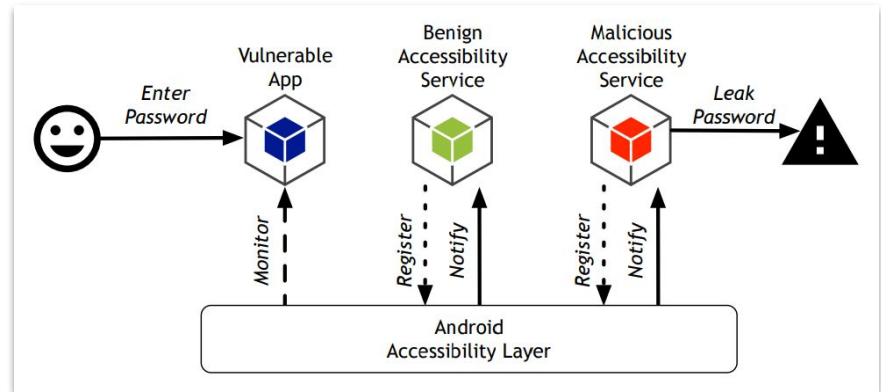 Vulnerable
App
Benign
Accessibility
Service
Malicious
Accessibility
Service
Enter
Password
Leak
Password
Monitor
Register
Notify
Register
Notify
Android
Accessibility Layer